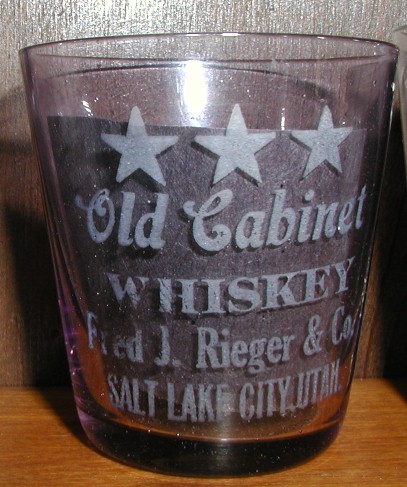 Old Cabinet
WHISKEY
Fred J. Rieger & Co.
SALT LAKE CITY, UTAH.